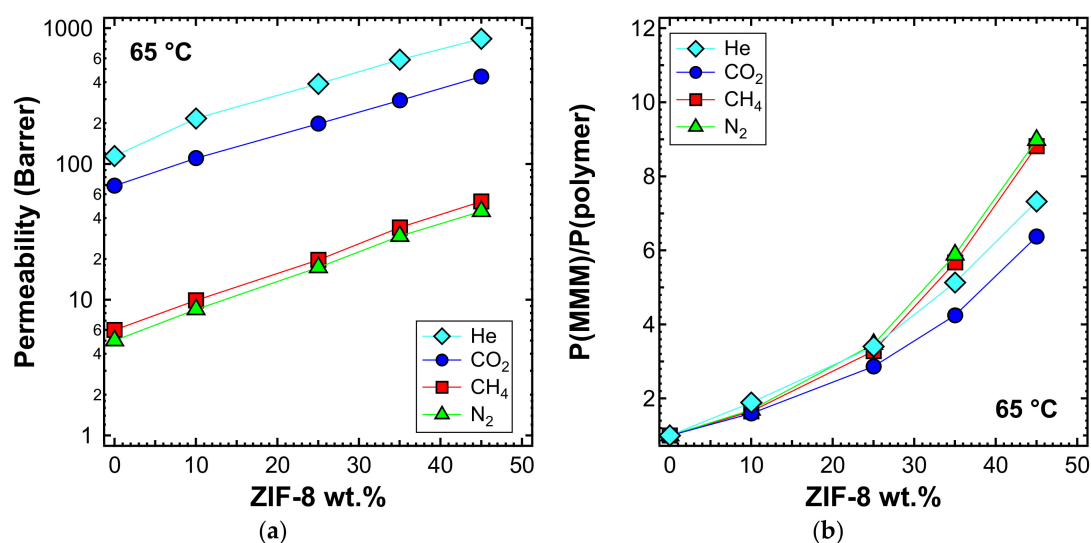 65 °C
Permeability (Barrer)
1000
6
4
2
100
6
4
2
10
6
4
2
1
0
10
20
30
40
50
ZIF-8 wt.%
He
CO₂
CH₄
N₂
(a)
He
CO₂
CH₄
N₂
P(MMM)/P(polymer)
12
10
8
6
4
2
65 °C
0
10
20
30
40
50
ZIF-8 wt.%
(b)